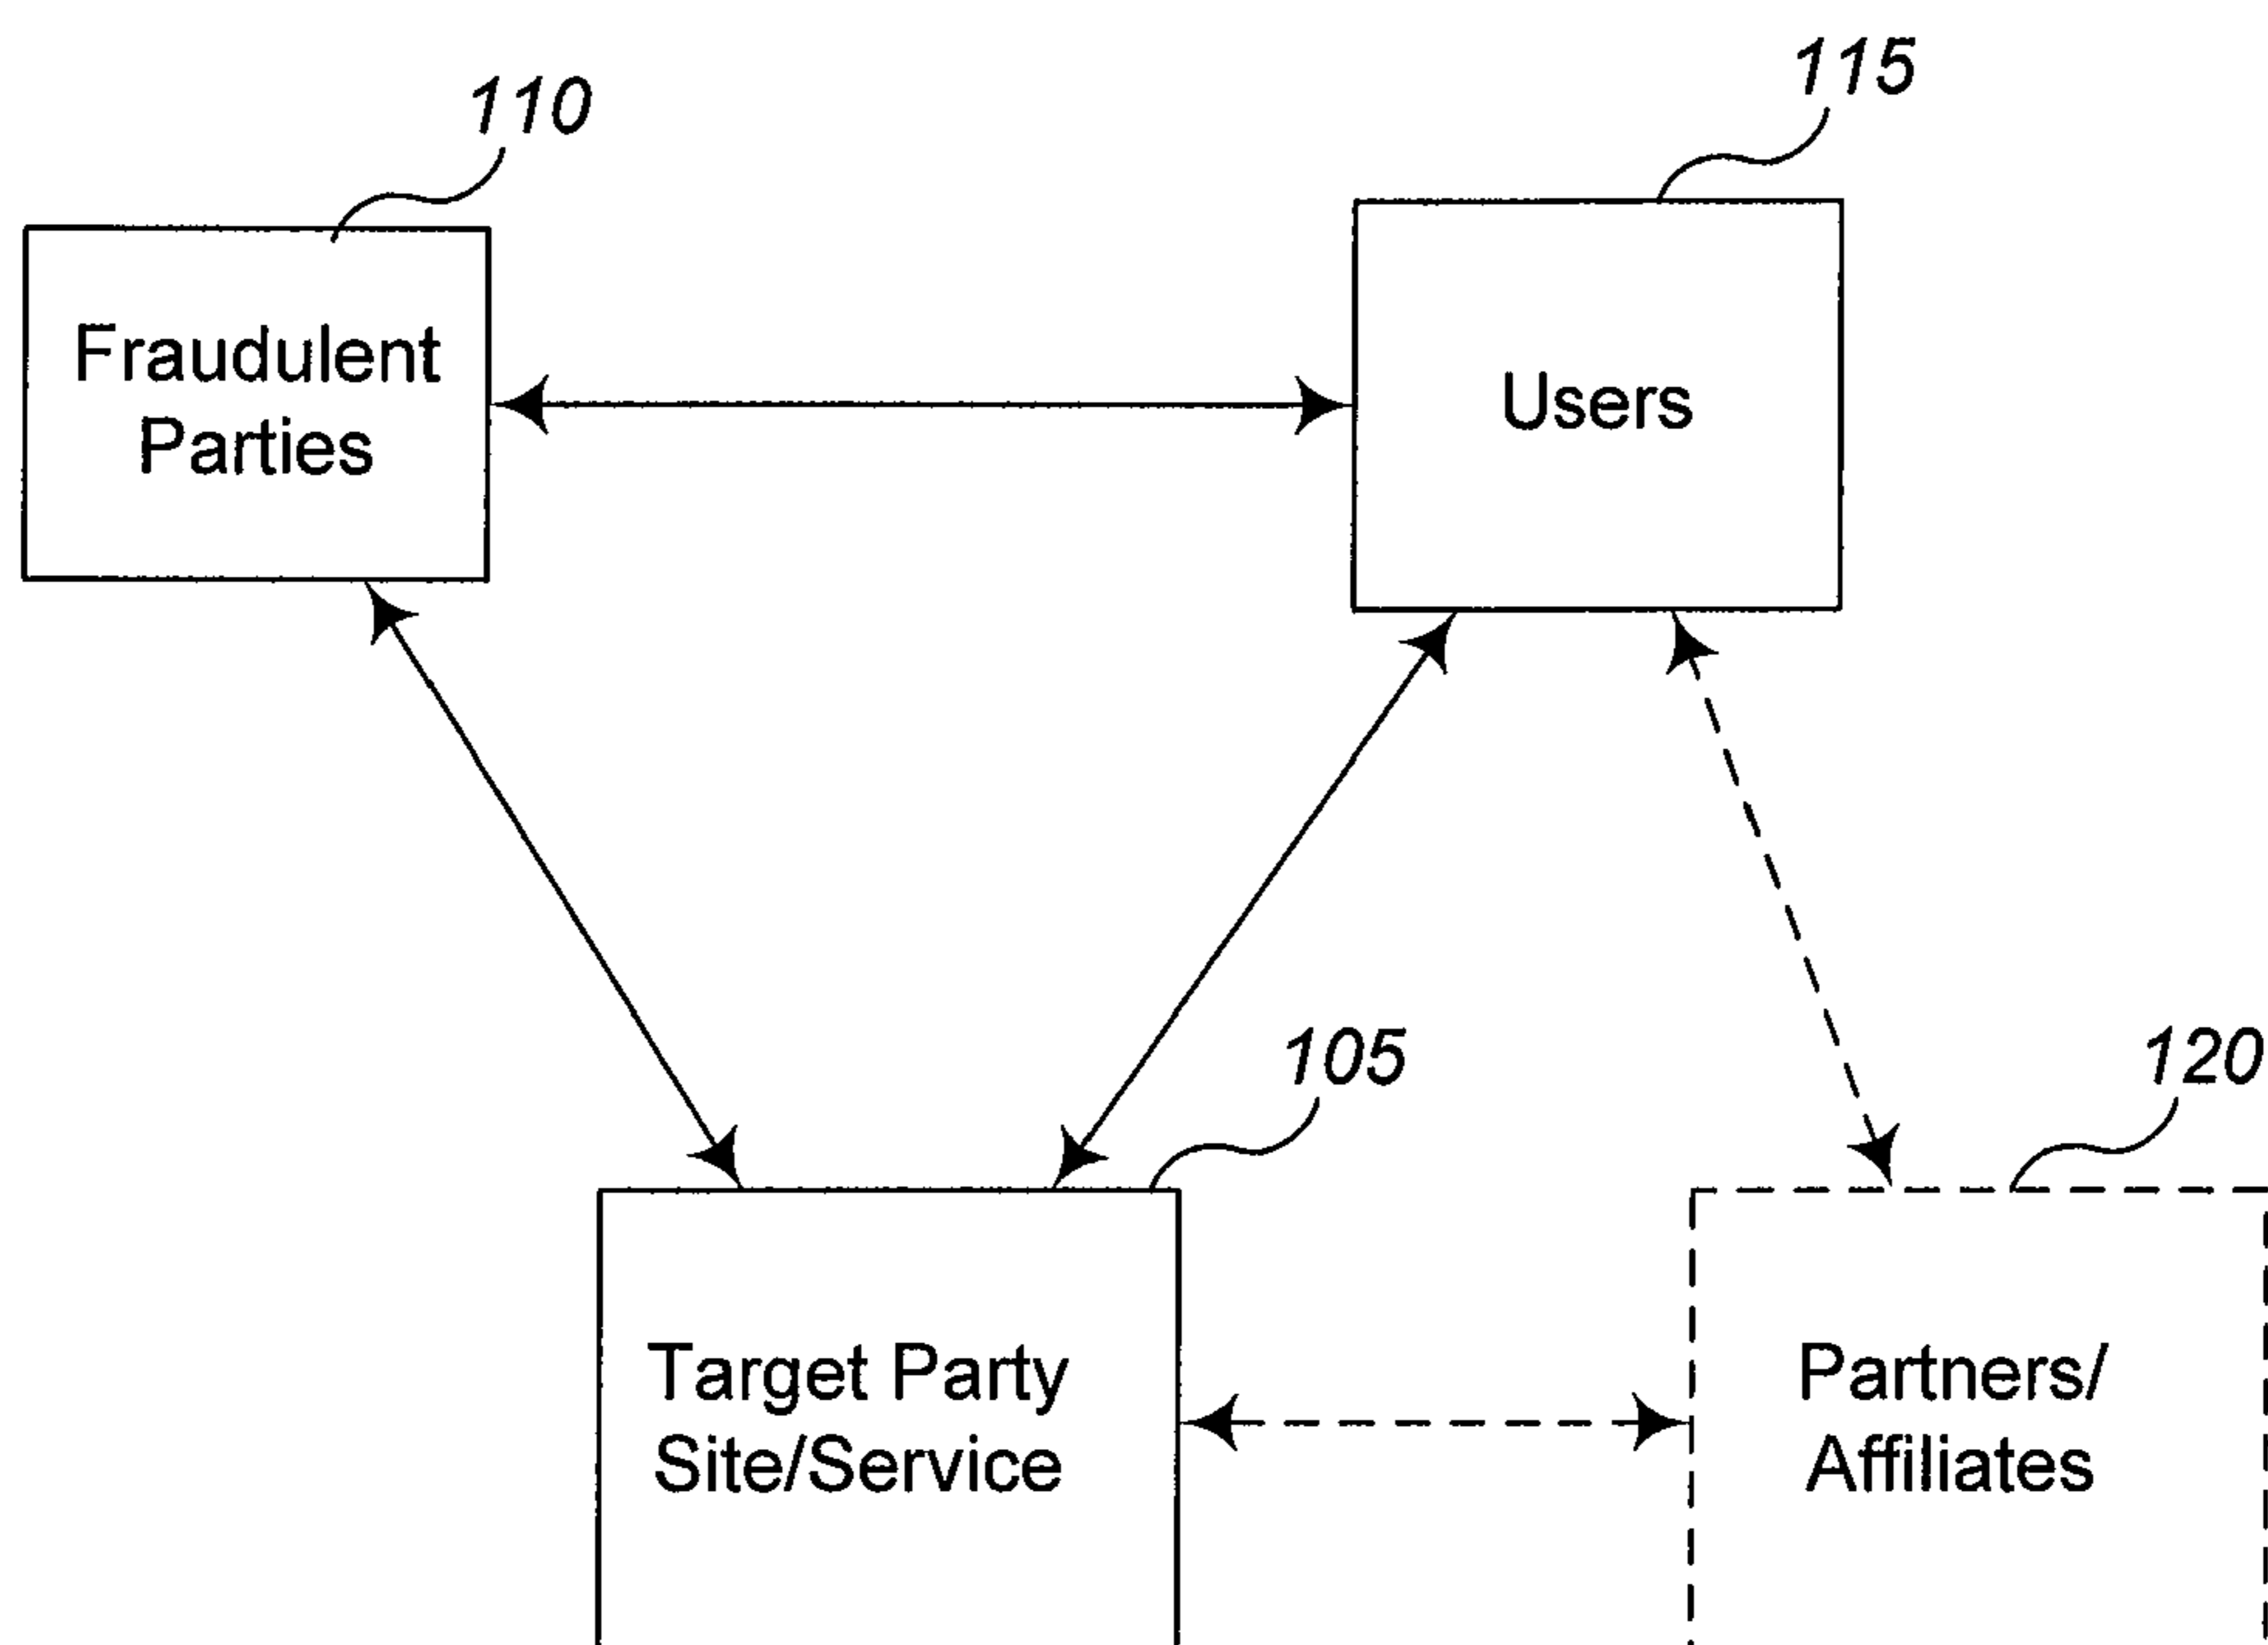 115
110
Fraudulent
Parties
Users
105
120
Target Party
Site/Service
Partners/
Affiliates